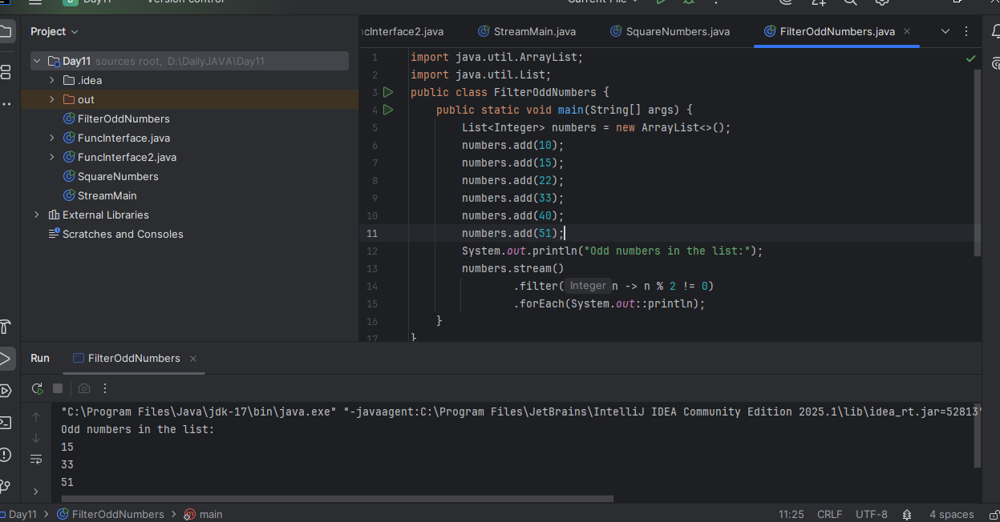 Day11
Version control
Current File
Project
ncInterface2.java
StreamMain.java
SquareNumbers.java
FilterOddNumbers.java
Day11 sources root, D:\DailyJAVA\Day11
.idea
out
FilterOddNumbers
FuncInterface.java
FuncInterface2.java
SquareNumbers
StreamMain
External Libraries
Scratches and Consoles
1 import java.util.ArrayList;
2 import java.util.List;
3 public class FilterOddNumbers {
4 public static void main(String[] args) {
5 List<Integer> numbers = new ArrayList<>();
6 numbers.add(10);
7 numbers.add(15);
8 numbers.add(22);
9 numbers.add(33);
10 numbers.add(40);
11 numbers.add(51);
12 System.out.println("Odd numbers in the list:");
13 numbers.stream()
14 .filter( Integer n -> n % 2 != 0)
15 .forEach(System.out::println);
16 }
17 }
Run
FilterOddNumbers
"C:\Program Files\Java\jdk-17\bin\java.exe" "-javaagent:C:\Program Files\JetBrains\IntelliJ IDEA Community Edition 2025.1\lib\idea_rt.jar=52813"
Odd numbers in the list:
15
33
51
Day11 > FilterOddNumbers > main
11:25 CRLF UTF-8 4 spaces